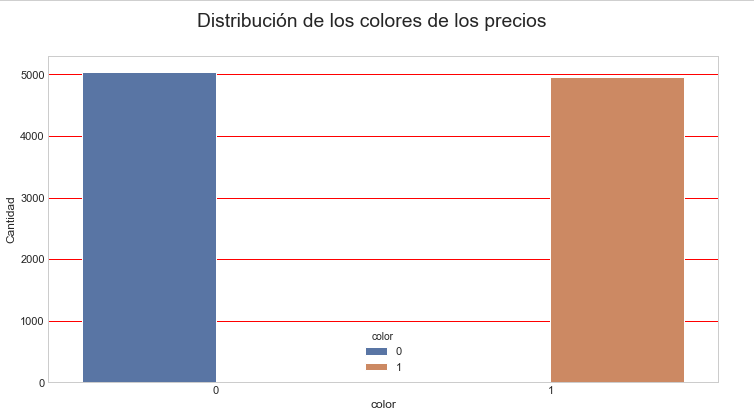 Distribución de los colores de los precios
5000
4000
3000
2000
1000
0
Cantidad
color
0
1
0
1
color